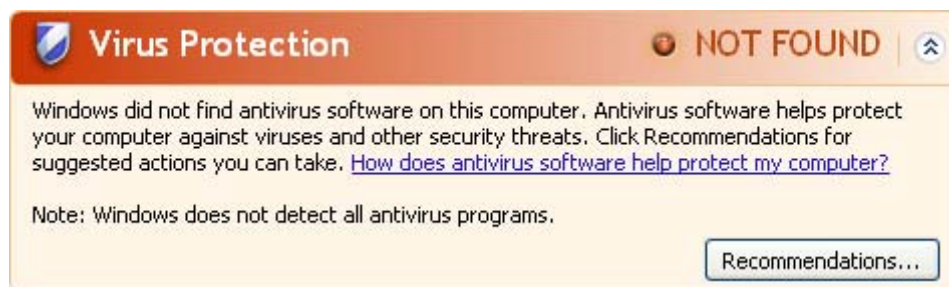 Virus Protection NOT FOUND
Windows did not find antivirus software on this computer. Antivirus software helps protect
your computer against viruses and other security threats. Click Recommendations for
suggested actions you can take. How does antivirus software help protect my computer?
Note: Windows does not detect all antivirus programs.
Recommendations...